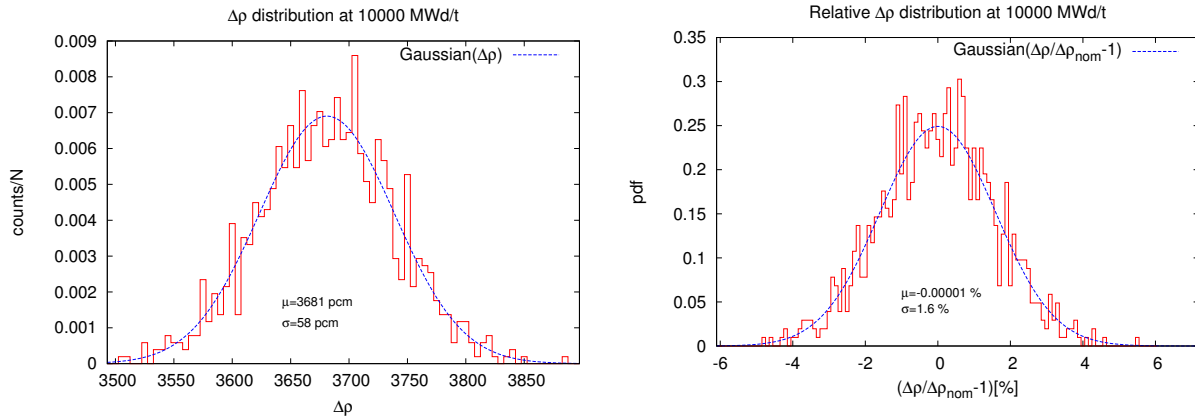 Δρ distribution at 10000 MWd/t
0.009
0.008
0.007
0.006
0.005
0.004
0.003
0.002
0.001
0
counts/N
Gaussian(Δρ)
μ=3681 pcm
σ=58 pcm
3500 3550 3600 3650 3700 3750 3800 3850
Δρ
Relative Δρ distribution at 10000 MWd/t
0.35
0.3
0.25
0.2
0.15
0.1
0.05
0
pdf
Gaussian(Δρ/Δρnom-1)
μ=-0.00001 %
σ=1.6 %
-6 -4 -2 0 2 4 6
(Δρ/Δρnom-1)[%]